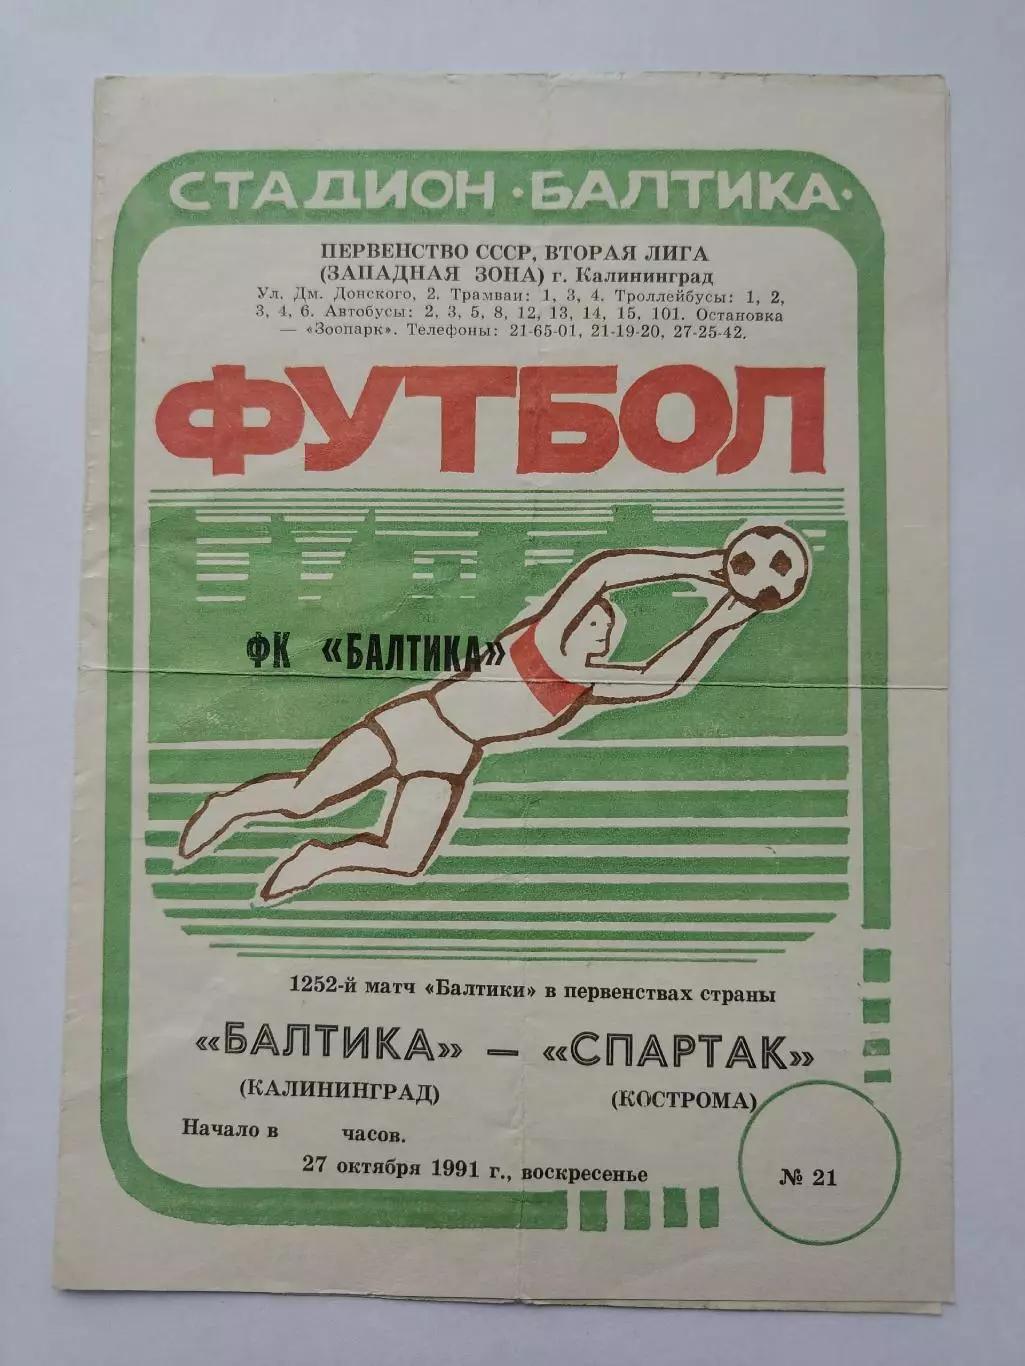 СТАДИОН · БАЛТИКА ·
ПЕРВЕНСТВО СССР, ВТОРАЯ ЛИГА
(ЗАПАДНАЯ ЗОНА) г. Калининград
Ул. Дм. Донского, 2. Трамваи: 1, 3, 4. Троллейбусы: 1, 2,
3, 4, 6. Автобусы: 2, 3, 5, 8, 12, 13, 14, 15, 101. Остановка
— «Зоопарк». Телефоны: 21-65-01, 21-19-20, 27-25-42.
ФУТБОЛ
ФК «БАЛТИКА»
1252-й матч «Балтики» в первенствах страны
«БАЛТИКА» — «СПАРТАК»
(КАЛИНИНГРАД) (КОСТРОМА)
Начало в часов.
27 октября 1991 г., воскресенье
№ 21